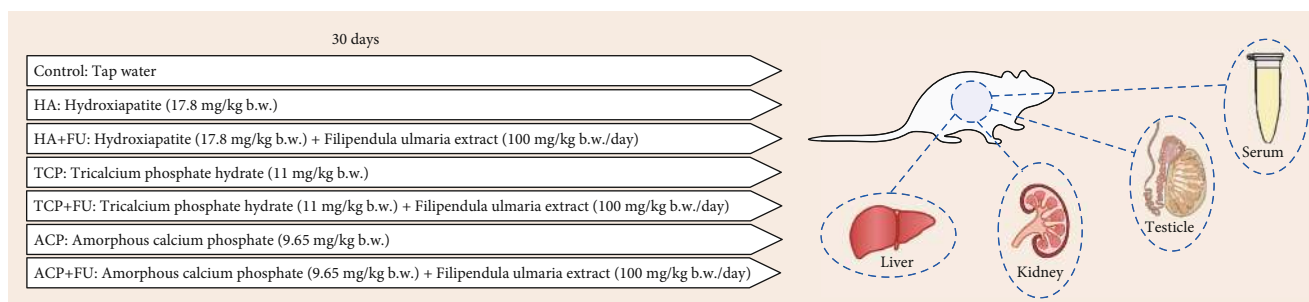 30 days
Control: Tap water
HA: Hydroxiapatite (17.8 mg/kg b.w.)
HA+FU: Hydroxiapatite (17.8 mg/kg b.w.) + Filipendula ulmaria extract (100 mg/kg b.w./day)
TCP: Tricalcium phosphate hydrate (11 mg/kg b.w.)
TCP+FU: Tricalcium phosphate hydrate (11 ng/kg b.w.) + Filipendula ulmaria extract (100 mg/kg b.w./day)
ACP: Amorphous calcium phosphate (9.65 mg/kg b.w.)
ACP+FU: Amorphous calcium phosphate (9.65 mg/kg b.w.) + Filipendula ulmaria extract (100 mg/kg b.w./day)
Liver
Kidney
Testicle
Serum